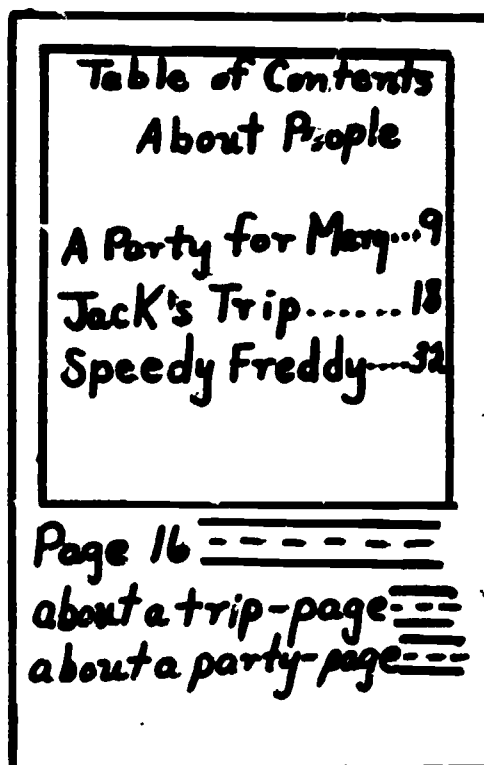 Table of Contents
About People
A Party for Mary...9
Jack's Trip....... 18
Speedy Freddy....32
Page 16
about a trip-page
about a party-page